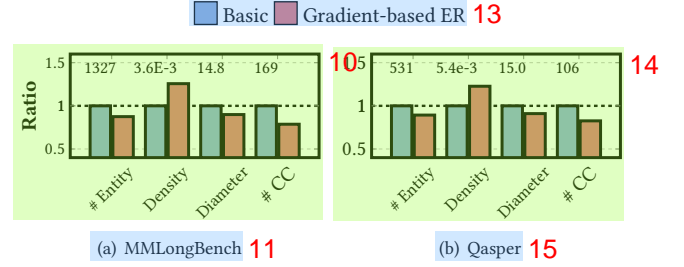 Basic Gradient-based ER 13
1.5 1327 3.6E-3 14.8 169 10
1
0.5
Ratio
# Entity Density Diameter # CC
(a) MMLongBench 11
1.5 531 5.4e-3 15.0 106 14
1
0.5
# Entity Density Diameter # CC
(b) Qasper 15